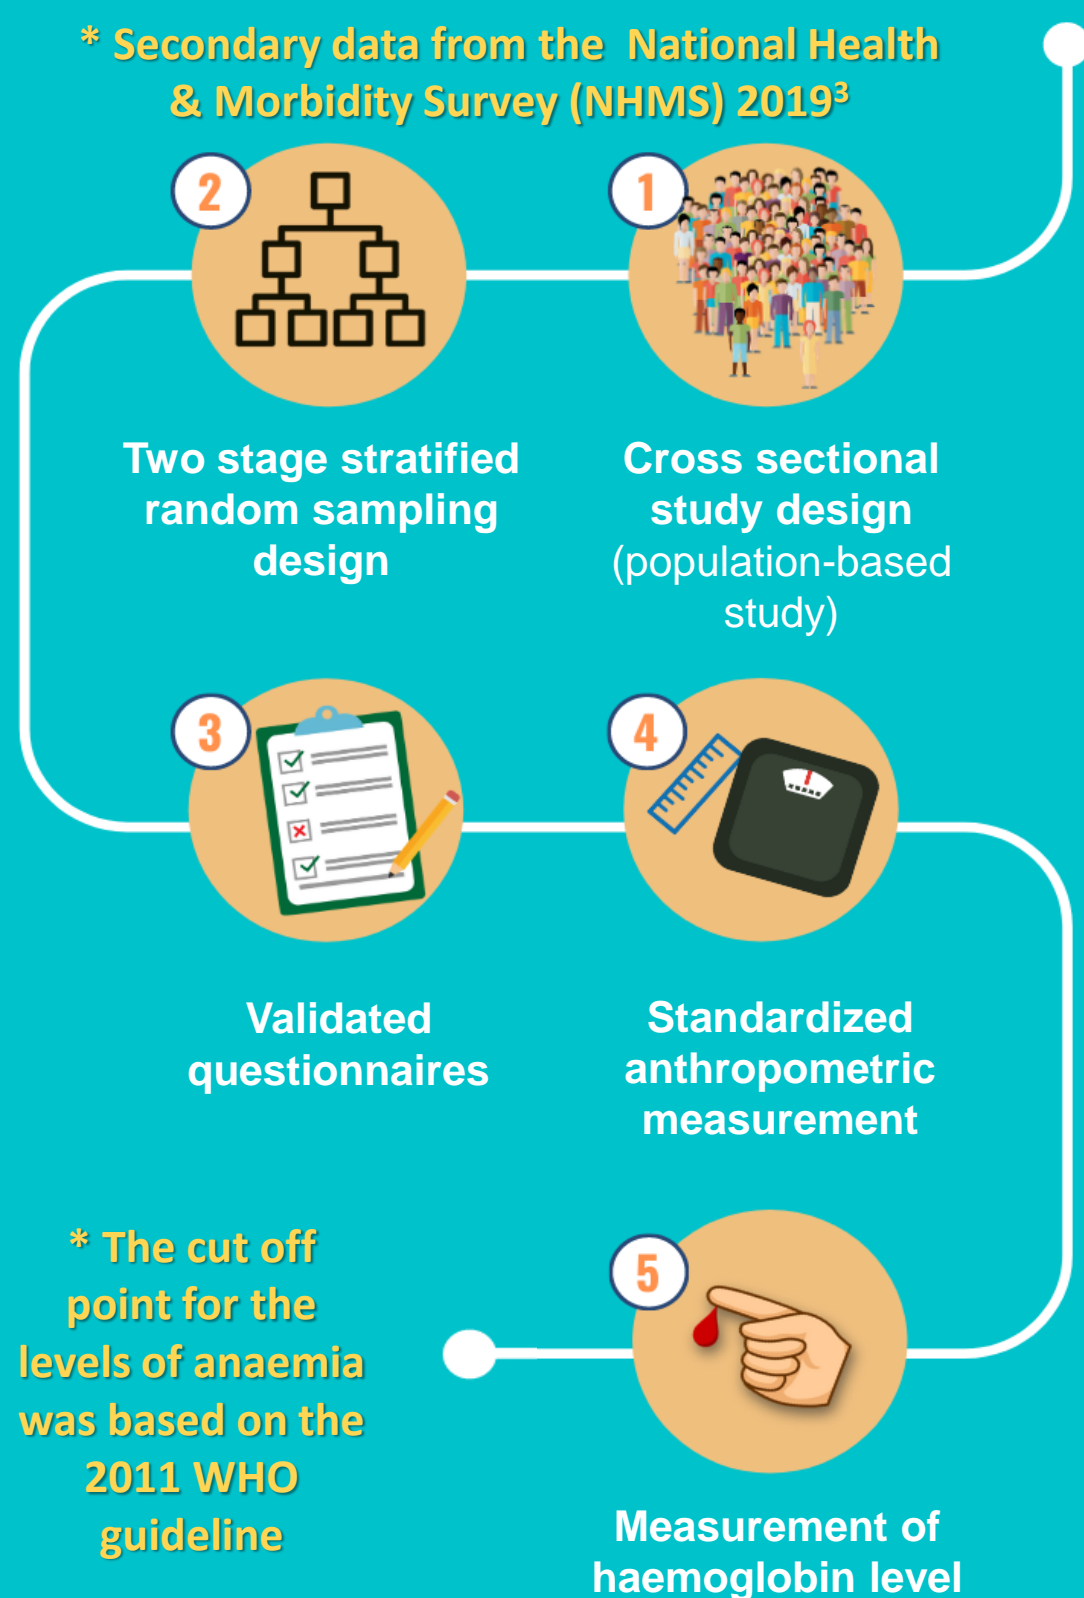 * Secondary data from the National Health
& Morbidity Survey (NHMS) 2019³
1
Cross sectional
study design
(population-based
study)
2
Two stage stratified
random sampling
design
3
Validated
questionnaires
4
Standardized
anthropometric
measurement
5
Measurement of
haemoglobin level
* The cut off
point for the
levels of anaemia
was based on the
2011 WHO
guideline